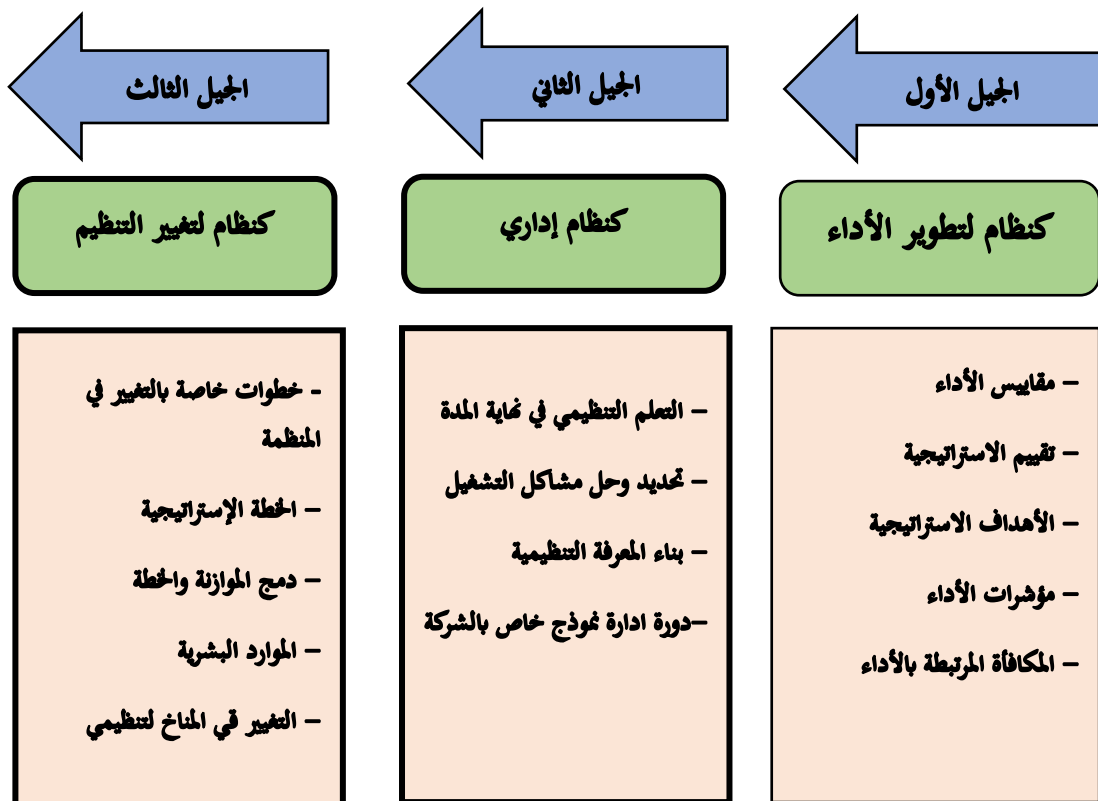 الجيل الأول
الجيل الثاني
الجيل الثالث
كنظام لتطوير الأداء
كنظام إداري
كنظام لتغيير التنظيم
– مقاييس الأداء
– تقييم الاستراتيجية
– الأهداف الاستراتيجية
– مؤشرات الأداء
– المكافأة المرتبطة بالأداء
– التعلم التنظيمي في نهاية المدة
– تحديد وحل مشاكل التشغيل
– بناء المعرفة التنظيمية
–دورة ادارة نموذج خاص بالشركة
- خطوات خاصة بالتغيير في
المنظمة
– الخطة الإستراتيجية
– دمج الموازنة والخطة
– الموارد البشرية
– التغيير قي المناخ لتنظيمي